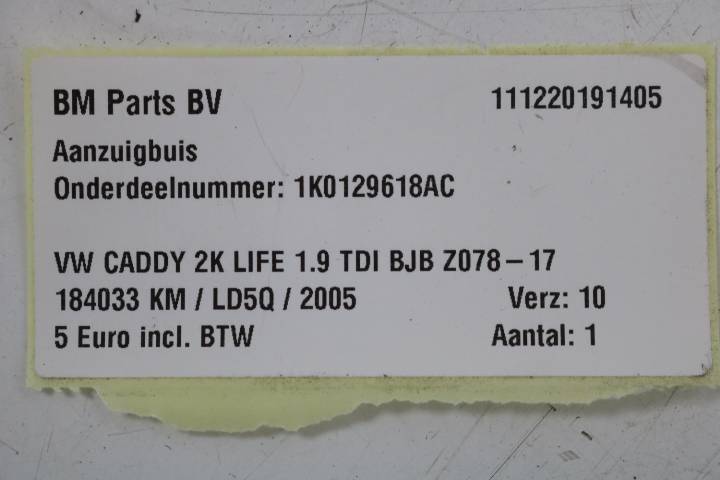 BM Parts BV 111220191405
Aanzuigbuis
Onderdeelnummer: 1K0129618AC
VW CADDY 2K LIFE 1.9 TDI BJB Z078-17
184033 KM / LD5Q / 2005 Verz: 10
5 Euro incl. BTW Aantal: 1